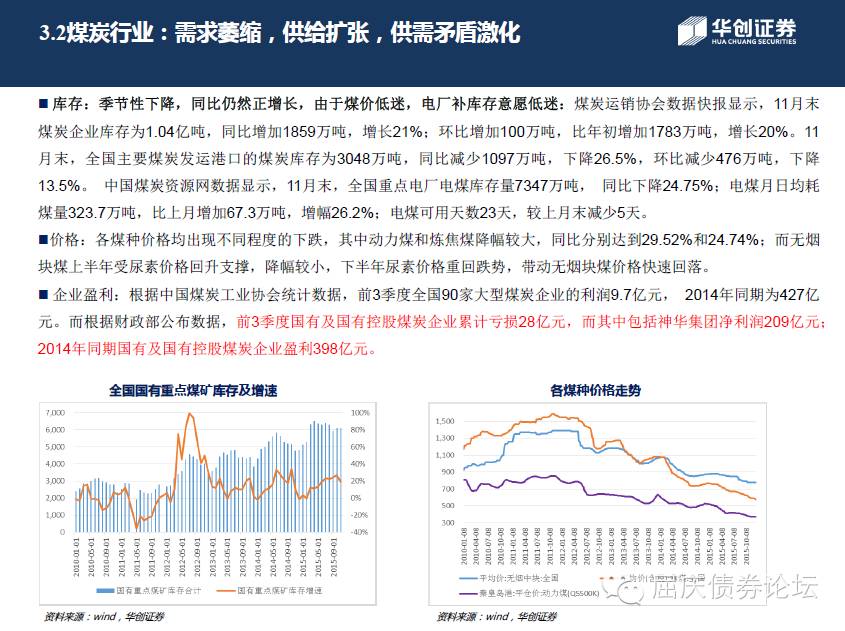 3.2煤炭行业：需求萎缩，供给扩张，供需矛盾激化
华创证券
HUA CHUANG SECURITIES
■ 库存：季节性下降，同比仍然正增长，由于煤价低迷，电厂补库存意愿低迷：煤炭运销协会数据快报显示，11月末
煤炭企业库存为1.04亿吨，同比增加1859万吨，增长21%；环比增加100万吨，比年初增加1783万吨，增长20%。11
月末，全国主要煤炭发运港口的煤炭库存为3048万吨，同比减少1097万吨，下降26.5%，环比减少476万吨，下降
13.5%。 中国煤炭资源网数据显示，11月末，全国重点电厂电煤库存量7347万吨， 同比下降24.75%；电煤月日均耗
煤量323.7万吨，比上月增加67.3万吨，增幅26.2%；电煤可用天数23天，较上月末减少5天。
■价格：各煤种价格均出现不同程度的下跌，其中动力煤和炼焦煤降幅较大，同比分别达到29.52%和24.74%；而无烟
块煤上半年受尿素价格回升支撑，降幅较小，下半年尿素价格重回跌势，带动无烟块煤价格快速回落。
■ 企业盈利：根据中国煤炭工业协会统计数据，前3季度全国90家大型煤炭企业的利润9.7亿元， 2014年同期为427亿
元。而根据财政部公布数据，前3季度国有及国有控股煤炭企业累计亏损28亿元，而其中包括神华集团净利润209亿元；
2014年同期国有及国有控股煤炭企业盈利398亿元。
全国国有重点煤矿库存及增速
7,000
6,000
5,000
4,000
3,000
2,000
1,000
0
100%
80%
60%
40%
20%
0%
-20%
-40%
2010-01-01
2010-05-01
2010-09-01
2011-01-01
2011-05-01
2011-09-01
2012-01-01
2012-05-01
2012-09-01
2013-01-01
2013-05-01
2013-09-01
2014-01-01
2014-05-01
2014-09-01
2015-01-01
2015-05-01
2015-09-01
国有重点煤矿库存合计
国有重点煤矿库存增速
资料来源：wind，华创证券
各煤种价格走势
1,500
1,300
1,100
900
700
500
300
2010-01-08
2010-04-08
2010-07-08
2010-10-08
2011-01-08
2011-04-08
2011-07-08
2011-10-08
2012-01-08
2012-04-08
2012-07-08
2012-10-08
2013-01-08
2013-04-08
2013-07-08
2013-10-08
2014-01-08
2014-04-08
2014-07-08
2014-10-08
2015-01-08
2015-04-08
2015-07-08
2015-10-08
平均价:无烟中块:全国
秦皇岛港:平仓价:动力煤(Q5500K)
屈庆债券论坛
资料来源：wind，华创证券